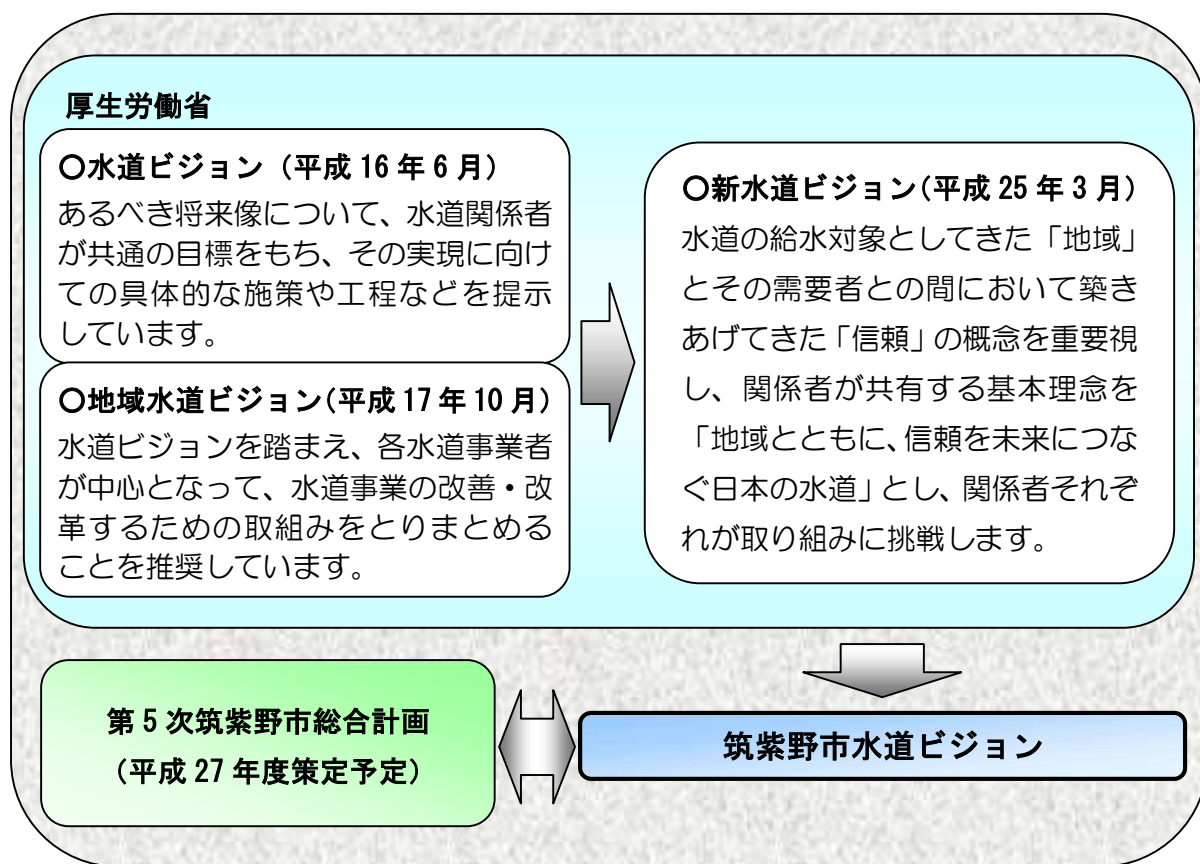 厚生労働省
〇水道ビジョン（平成 16 年 6 月）
あるべき将来像について、水道関係者
が共通の目標をもち、その実現に向け
ての具体的な施策や工程などを提示
しています。
〇地域水道ビジョン（平成 17 年 10 月）
水道ビジョンを踏まえ、各水道事業者
が中心となって、水道事業の改善・改
革するための取組みをとりまとめる
ことを推奨しています。
〇新水道ビジョン（平成 25 年 3 月）
水道の給水対象としてきた「地域」
とその需要者との間において築き
あげてきた「信頼」の概念を重要視
し、関係者が共有する基本理念を
「地域とともに、信頼を未来につな
ぐ日本の水道」とし、関係者それぞ
れが取り組みに挑戦します。
第 5 次筑紫野市総合計画
（平成 27 年度策定予定）
筑紫野市水道ビジョン